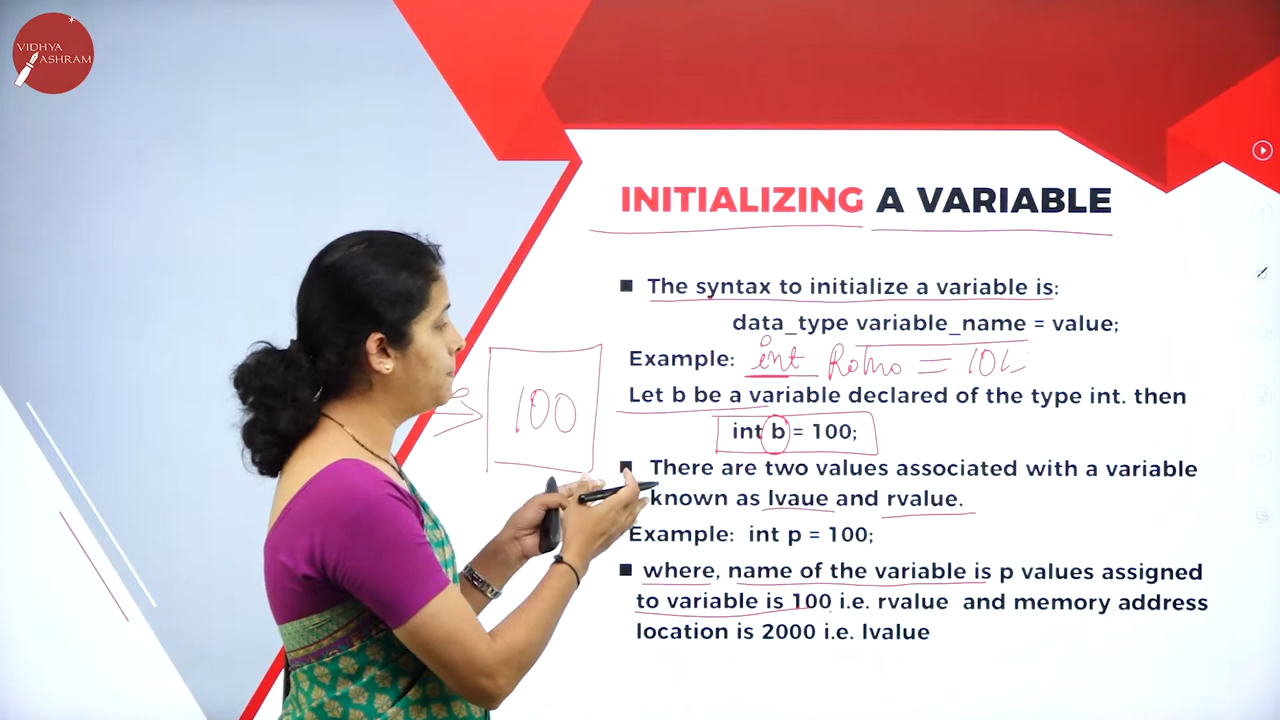 VIDHYA
ASHRAM
INITIALIZING A VARIABLE
■ The syntax to initialize a variable is:
data_type variable_name = value;
Example: int Rollno = 101;
Let b be a variable declared of the type int. then
100
int b = 100;
■ There are two values associated with a variable
known as lvaue and rvalue.
Example: int p = 100;
■ where, name of the variable is p values assigned
to variable is 100 i.e. rvalue and memory address
location is 2000 i.e. lvalue